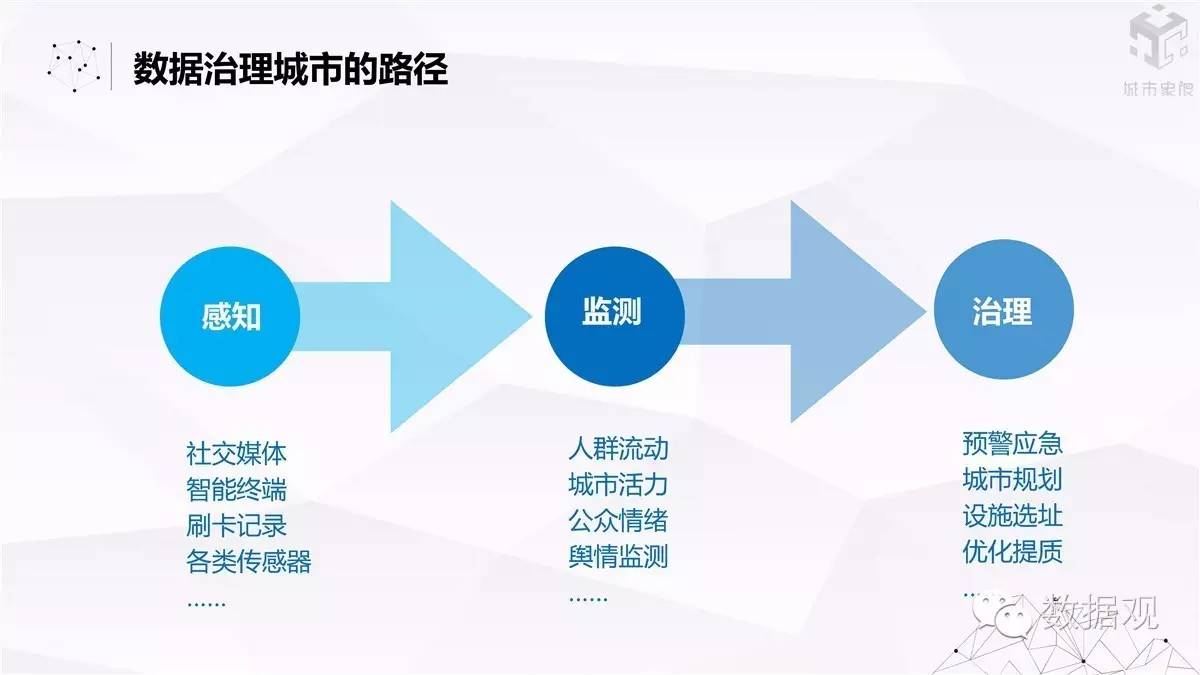 数据治理城市的路径
城市象限
感知
监测
治理
社交媒体
智能终端
刷卡记录
各类传感器
……
人群流动
城市活力
公众情绪
舆情监测
……
预警应急
城市规划
设施选址
优化提质
……
数据观